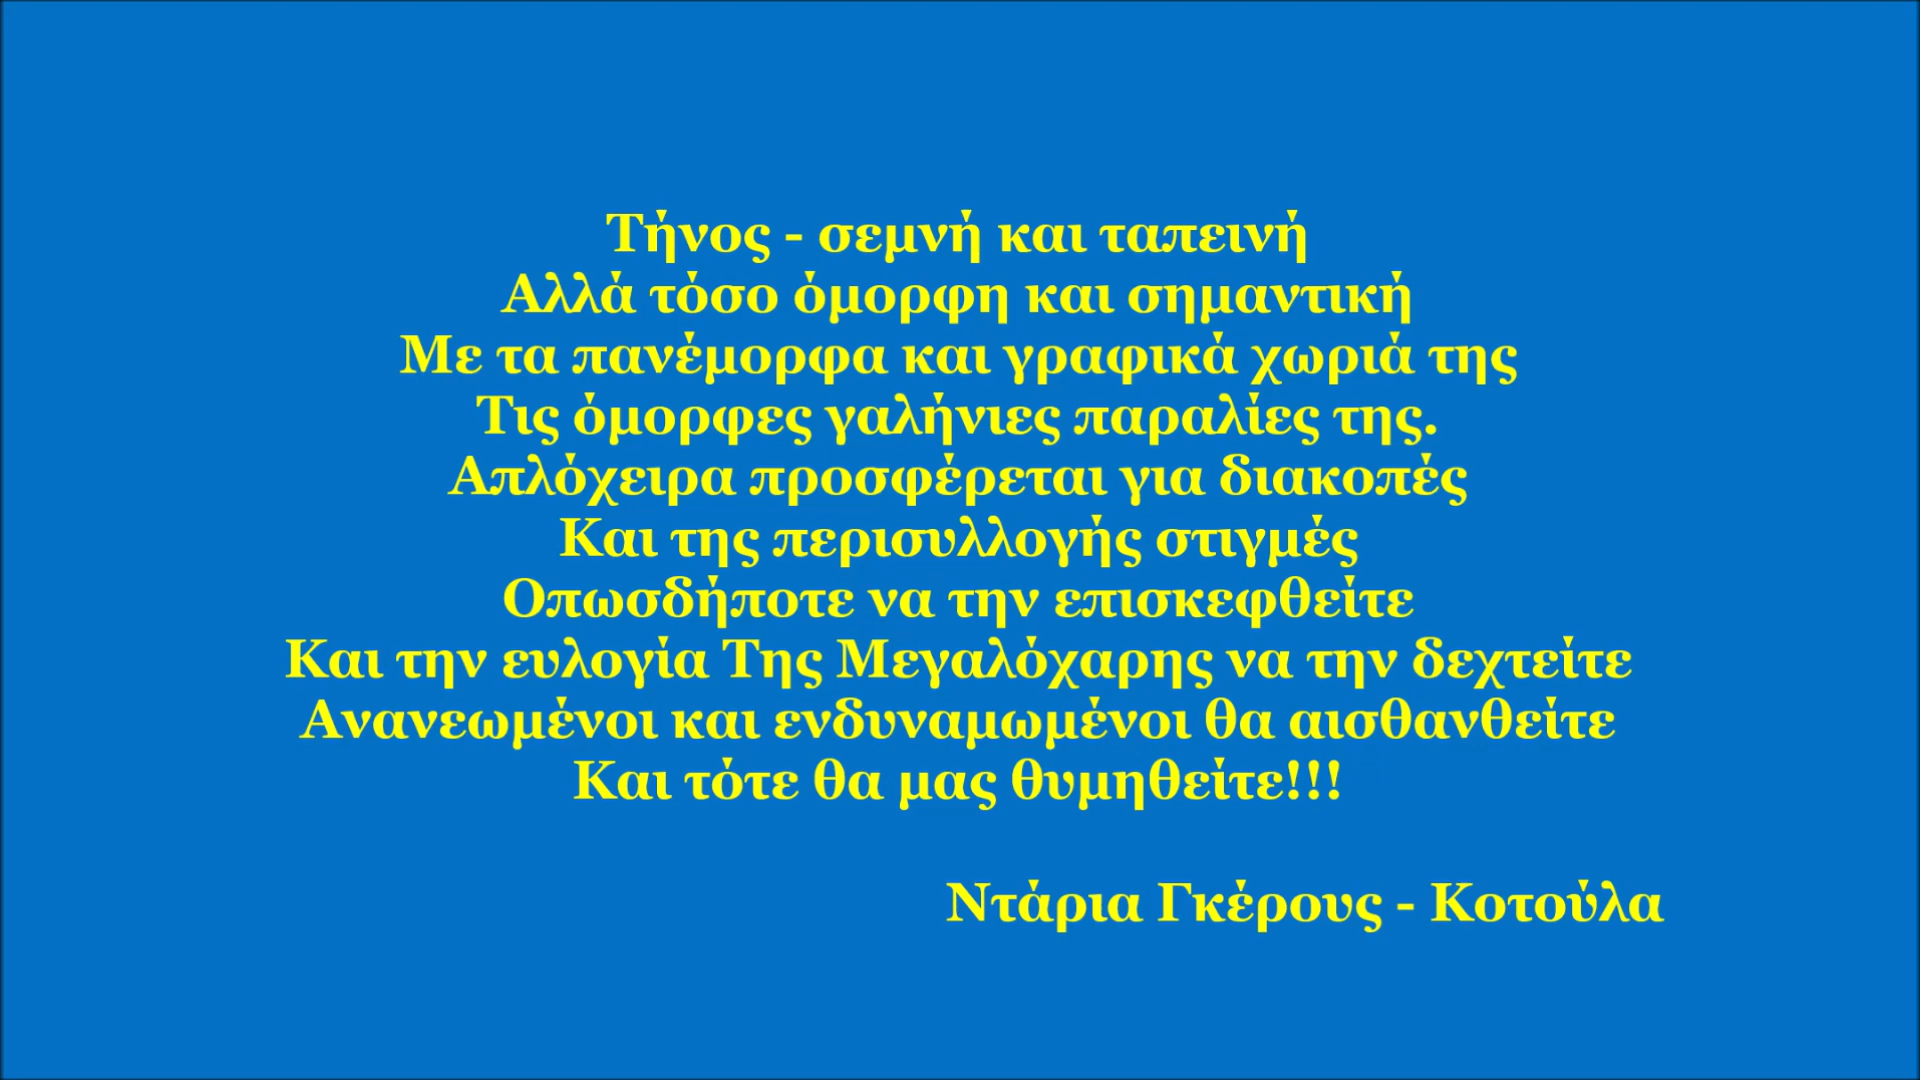 Τήνος - σεμνή και ταπεινή
Αλλά τόσο όμορφη και σημαντική
Με τα πανέμορφα και γραφικά χωριά της
Τις όμορφες γαλήνιες παραλίες της.
Απλόχειρα προσφέρεται για διακοπές
Και της περισυλλογής στιγμές
Οπωσδήποτε να την επισκεφθείτε
Και την ευλογία Της Μεγαλόχαρης να την δεχτείτε
Ανανεωμένοι και ενδυναμωμένοι θα αισθανθείτε
Και τότε θα μας θυμηθείτε!!!
Ντάρια Γκέρους - Κοτούλα